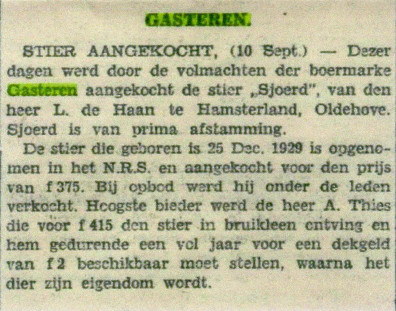 GASTEREN.
STIER AANGEKOCHT, (10 Sept.) — Dezer
dagen werd door de volmachten der boermarke
Gasteren aangekocht de stier „Sjoerd", van den
heer L. de Haan te Hamsterland, Oldehove.
Sjoerd is van prima afstamming.
De stier die geboren is 25 Dec. 1929 is opgeno-
men in het N.R.S. en aangekocht voor den prijs
van f 375. Bij opbod werd hij onder de leden
verkocht. Hoogste bieder werd de heer A. Thies
die voor f 415 den stier in bruikleen ontving en
hem gedurende een vol jaar voor een dekgeld
van f 2 beschikbaar moet stellen, waarna het
dier zijn eigendom wordt.